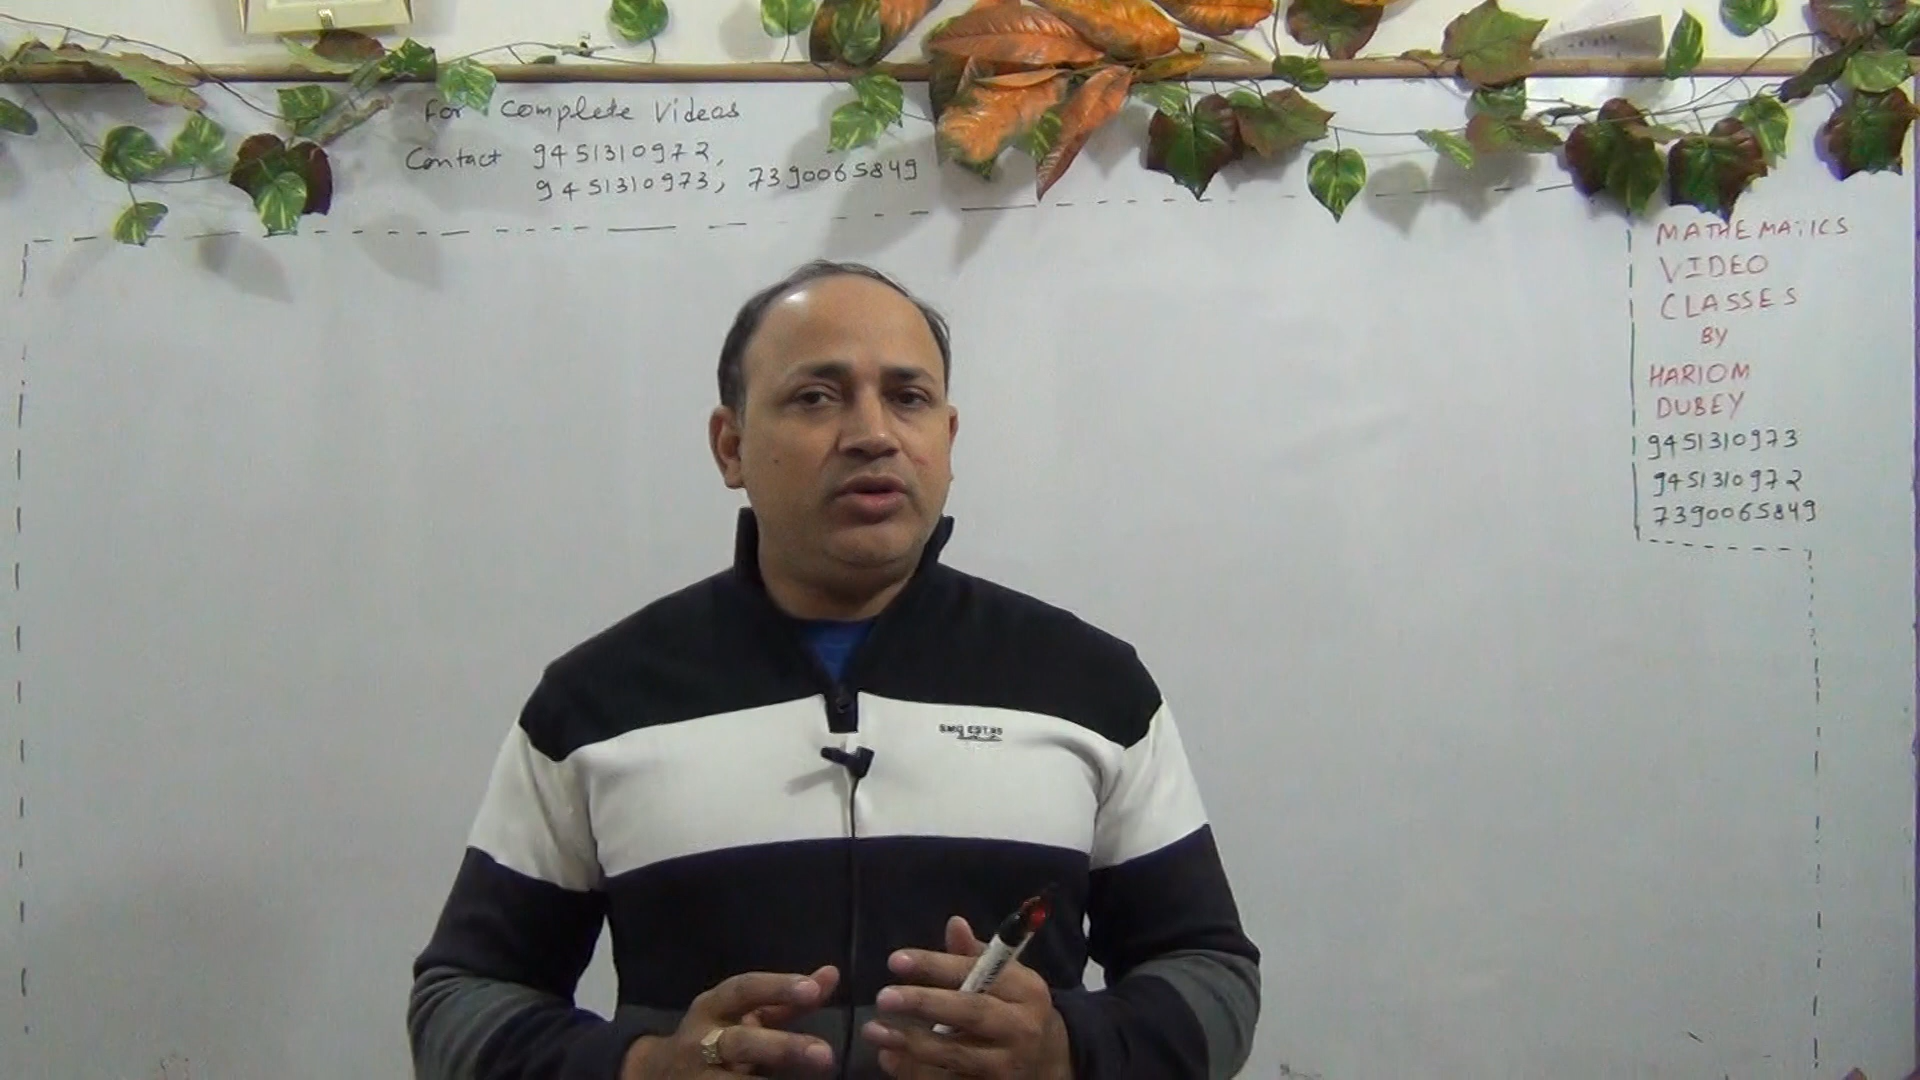 For Complete Videos
Contact 9451310972,
9451310973, 7390065849
MATHEMATICS
VIDEO
CLASSES
BY
HARIOM
DUBEY
9451310973
9451310972
7390065849